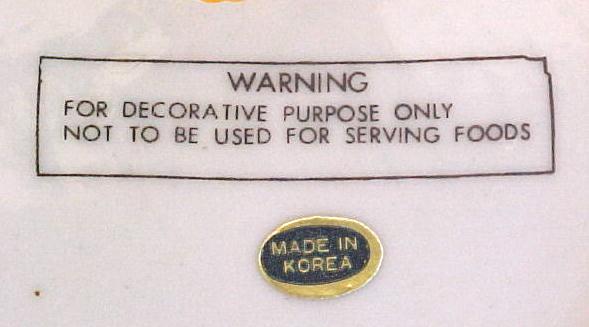 WARNING
FOR DECORATIVE PURPOSE ONLY
NOT TO BE USED FOR SERVING FOODS
MADE IN
KOREA